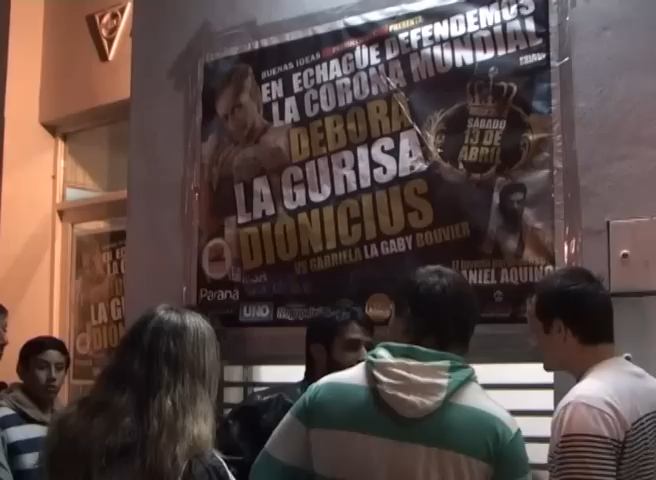 BUENAS IDEAS
PRESENTA
EN ECHAGÜE DEFENDEMOS
LA CORONA MUNDIAL
DEBORA
LA GURISA
DIONICIUS
VS GABRIELA LA GABY BOUVIER
SABADO
13 DE
ABRIL
DANIEL AQUINO
Paraná
UNO
LA
LA G